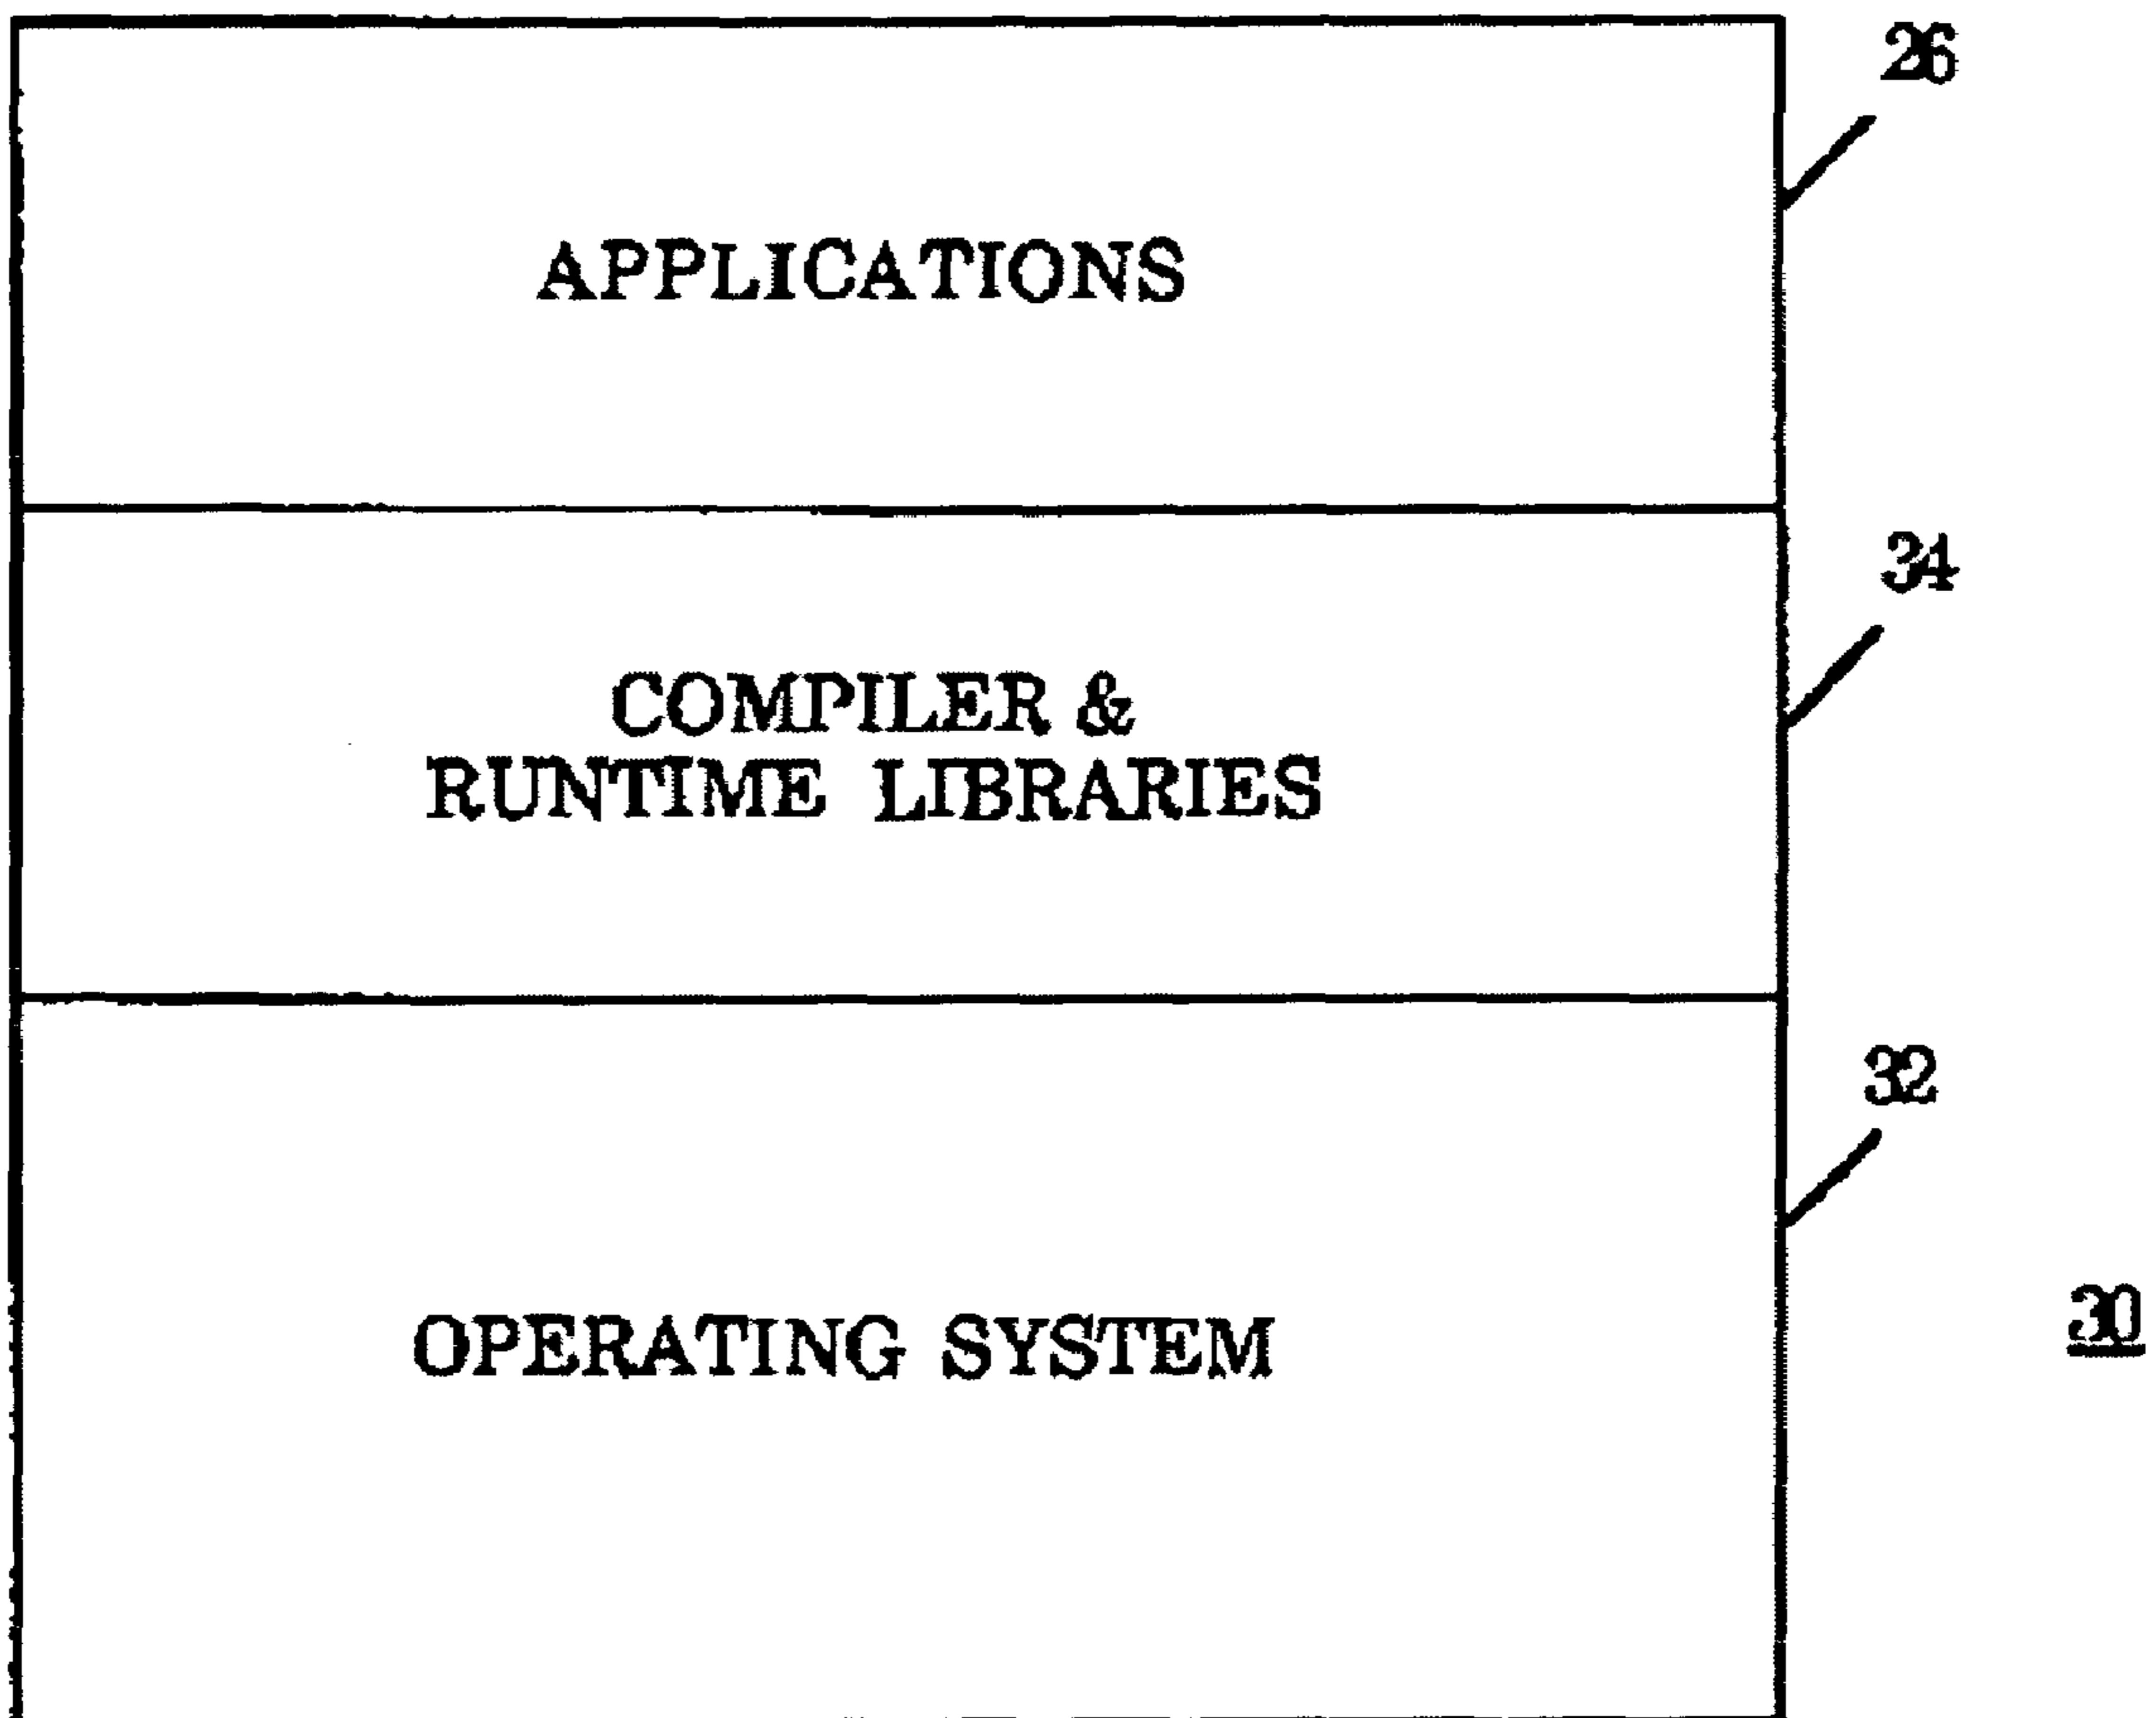 26
APPLICATIONS
34
COMPILER &
RUNTIME LIBRARIES
32
30
OPERATING SYSTEM